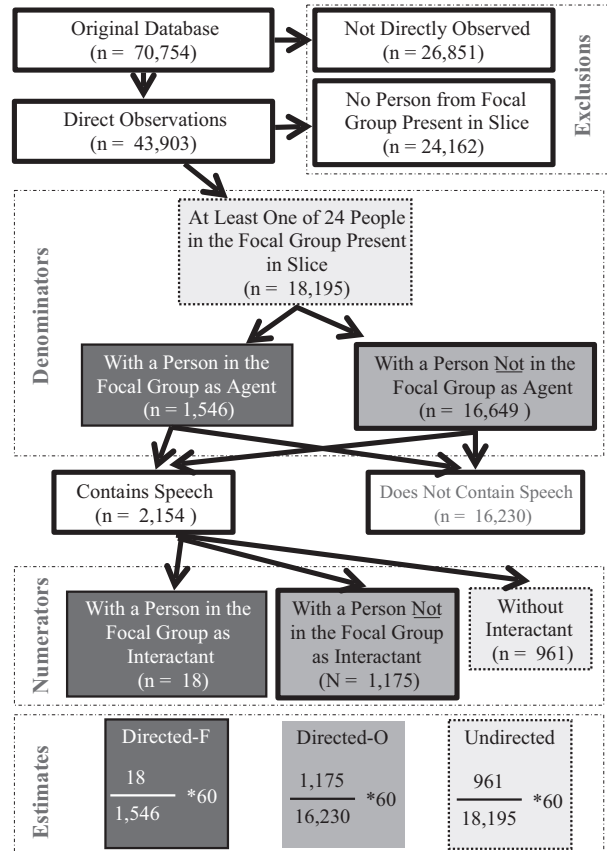 Original Database
(n = 70,754)
Not Directly Observed
(n = 26,851)
Direct Observations
(n = 43,903)
No Person from Focal
Group Present in Slice
(n = 24,162)
Exclusions
Denominators
At Least One of 24 People
in the Focal Group Present
in Slice
(n = 18,195)
With a Person in the
Focal Group as Agent
(n = 1,546)
With a Person Not in the
Focal Group as Agent
(n = 16,649 )
Contains Speech
(n = 2,154 )
Does Not Contain Speech
(n = 16,230)
Numerators
With a Person in the
Focal Group as
Interactant
(n = 18)
With a Person Not
in the Focal Group
as Interactant
(N = 1,175)
Without
Interactant
(n = 961)
Estimates
Directed-F
18
1,546
*60
Directed-O
1,175
16,230
*60
Undirected
961
18,195
*60